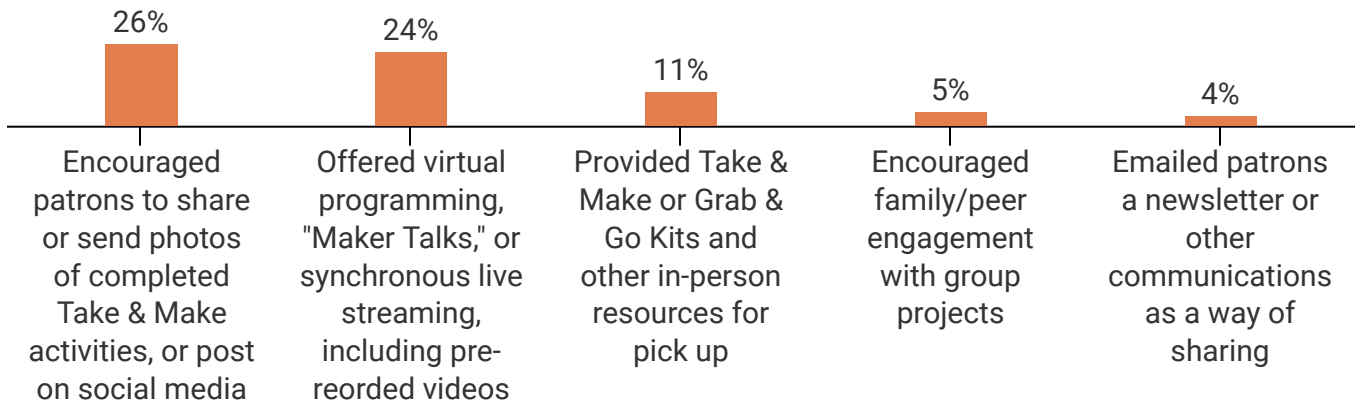 26%
24%
11%
5%
4%
Encouraged
patrons to share
or send photos
of completed
Take & Make
activities, or post
on social media
Offered virtual
programming,
"Maker Talks," or
synchronous live
streaming,
including pre-
reorded videos
Provided Take &
Make or Grab &
Go Kits and
other in-person
resources for
pick up
Encouraged
family/peer
engagement
with group
projects
Emailed patrons
a newsletter or
other
communications
as a way of
sharing